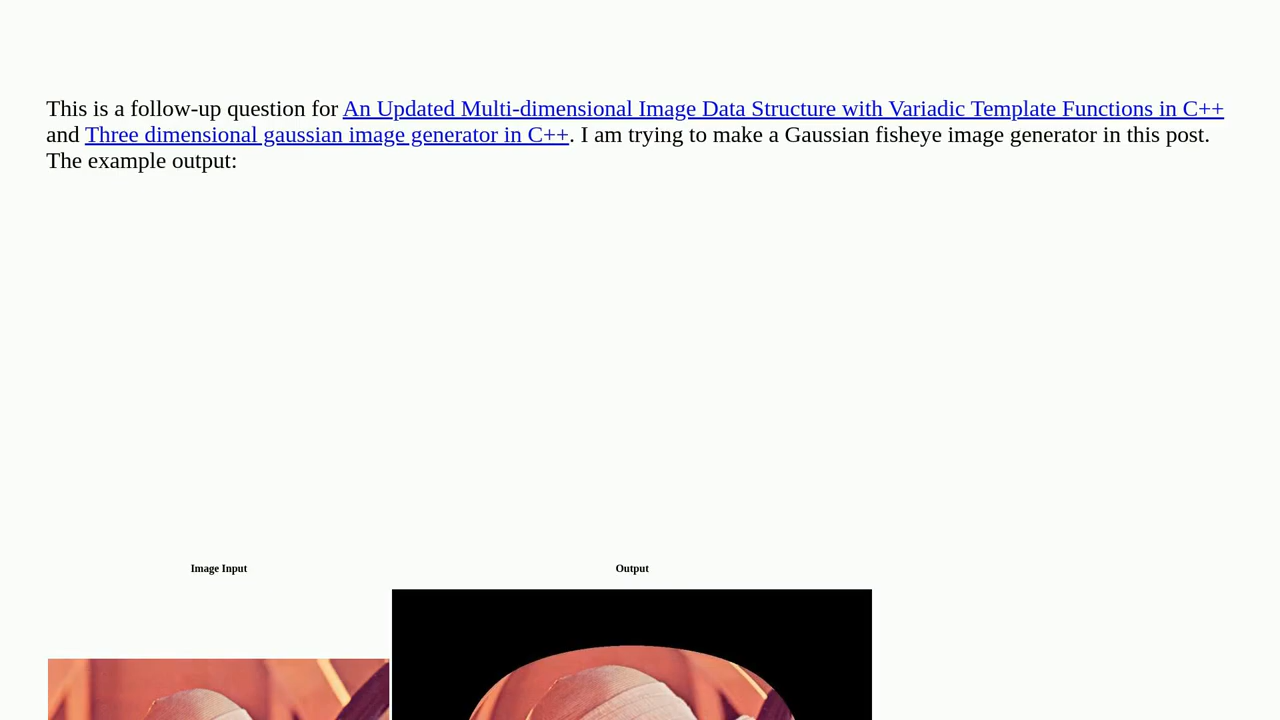 This is a follow-up question for An Updated Multi-dimensional Image Data Structure with Variadic Template Functions in C++
and Three dimensional gaussian image generator in C++. I am trying to make a Gaussian fisheye image generator in this post.
The example output:
Image Input
Output